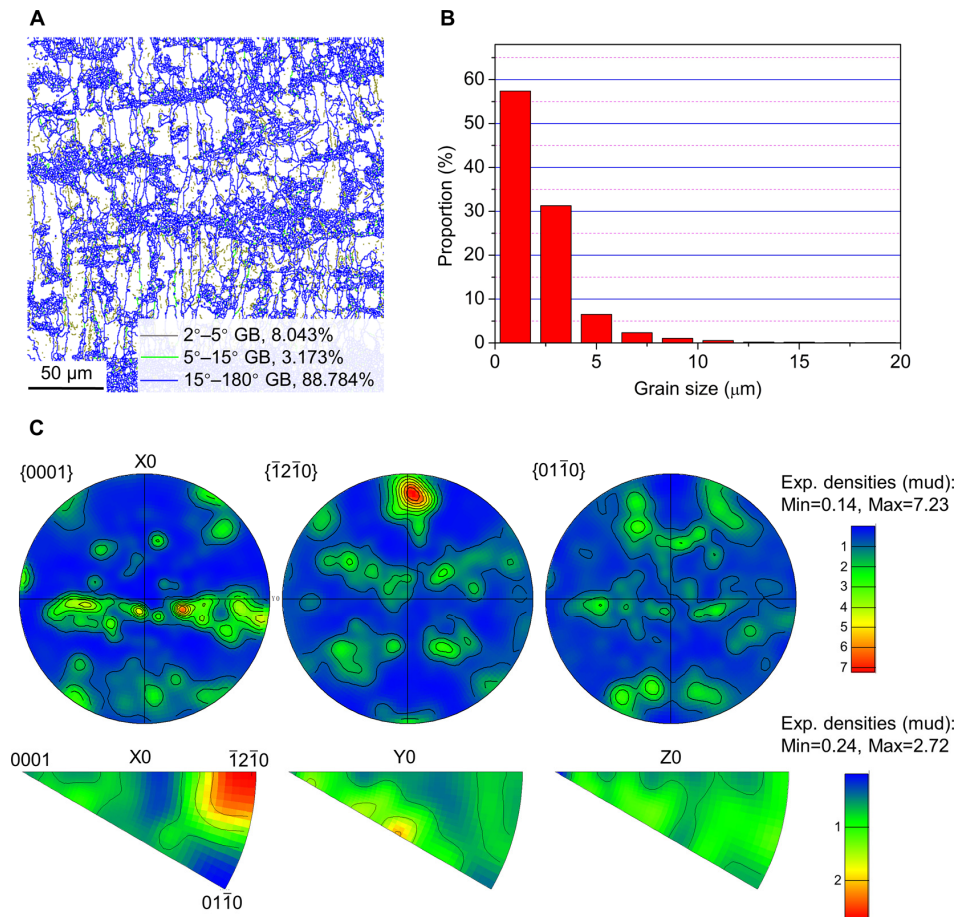 A
2°–5° GB, 8.043%
5°–15° GB, 3.173%
15°–180° GB, 88.784%
50 μm
B
Proportion (%)
60
50
40
30
20
10
0
0 5 10 15 20
Grain size (μm)
C
{0001} X0
{1̄21̄0}
{011̄0}
Y0
Exp. densities (mud):
Min=0.14, Max=7.23
1
2
3
4
5
6
7
0001 X0 1̄21̄0
011̄0
Y0
Z0
Exp. densities (mud):
Min=0.24, Max=2.72
1
2